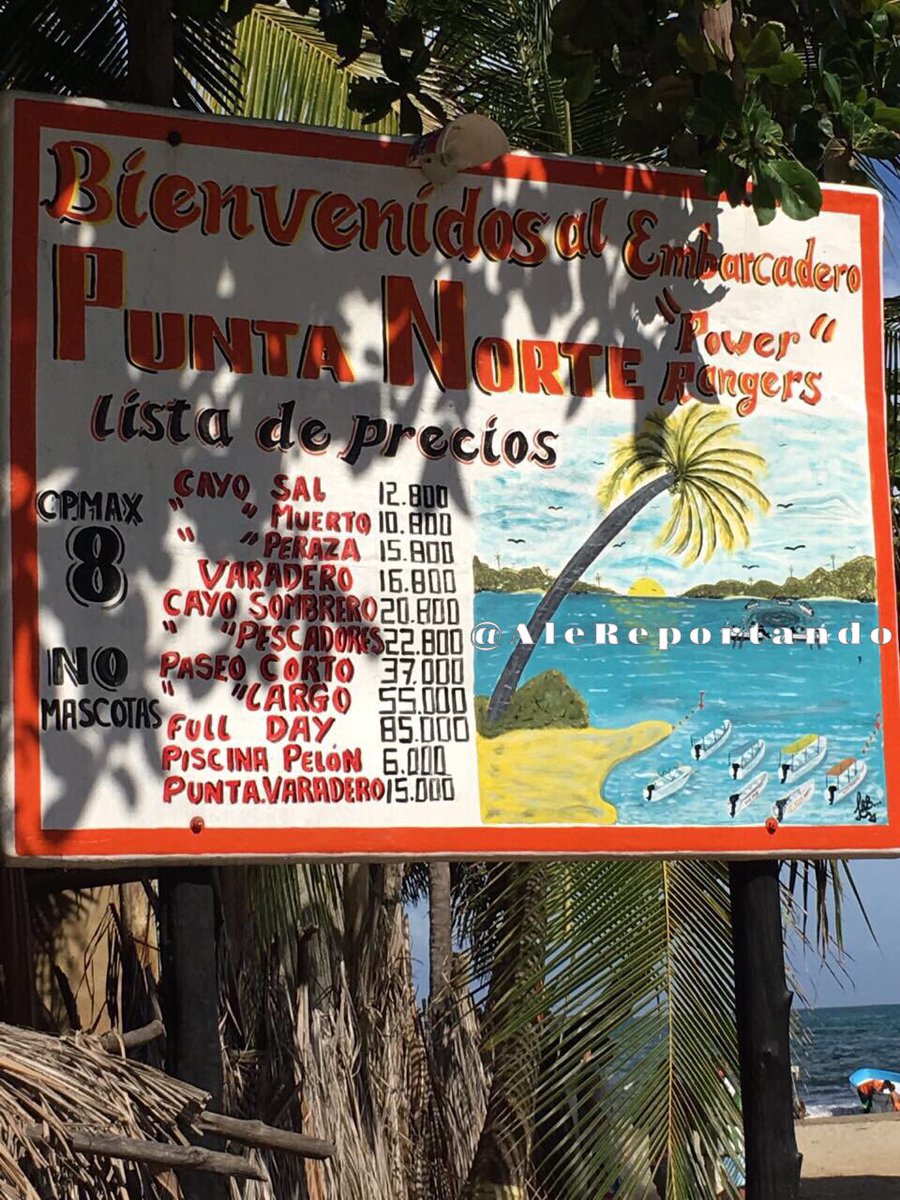 Bienvenidos al Embarcadero
PUNTA NORTE "Power Rangers"
Lista de precios
CP.MAX
8
NO
MASCOTAS
"CAYO SAL 12.800
" " MUERTO 10.800
" " PERAZA 15.800
VARADERO 16.800
CAYO SOMBRERO 20.800
" " PESCADORES 22.800
PASEO CORTO 37.000
" " LARGO 55.000
FULL DAY 85.000
PISCINA PELÓN 6.000
PUNTA.VARADERO 15.000
@AleReportando